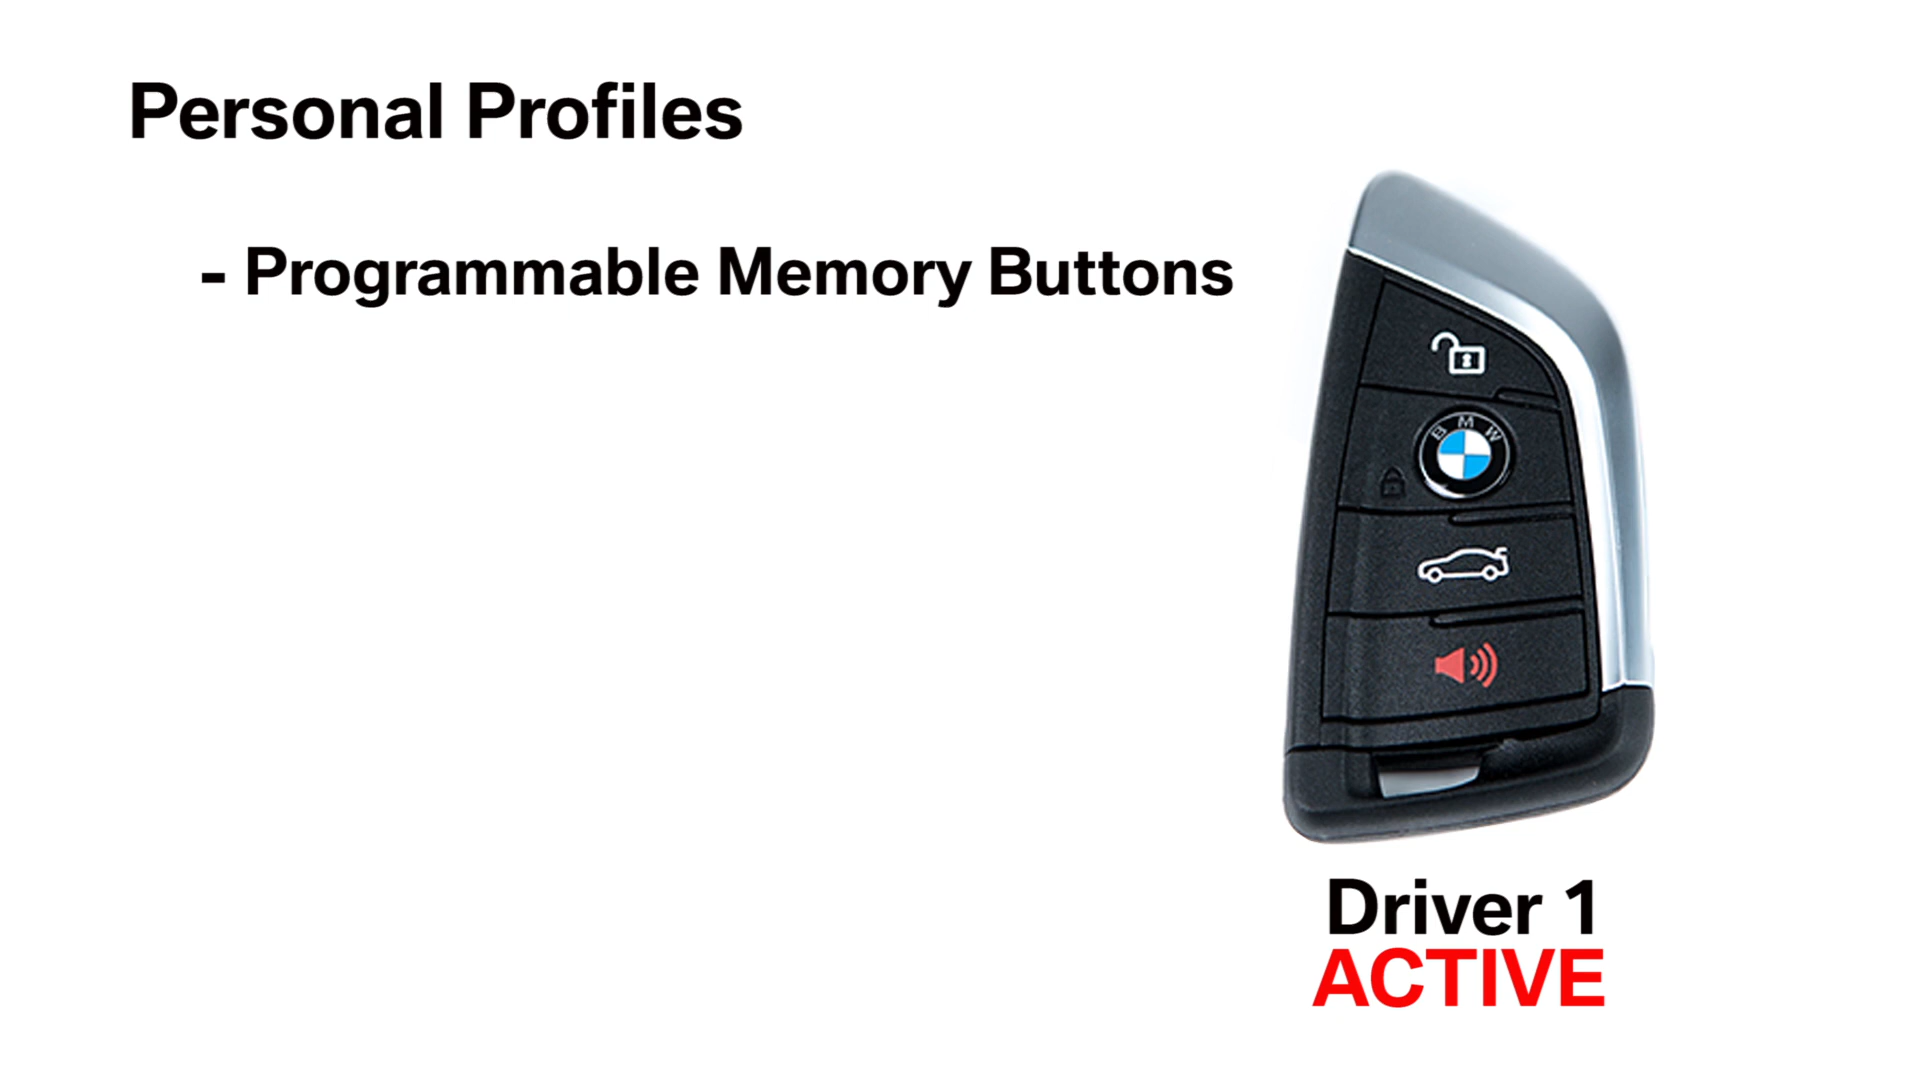 Personal Profiles
- Programmable Memory Buttons
BMW
Driver 1
ACTIVE